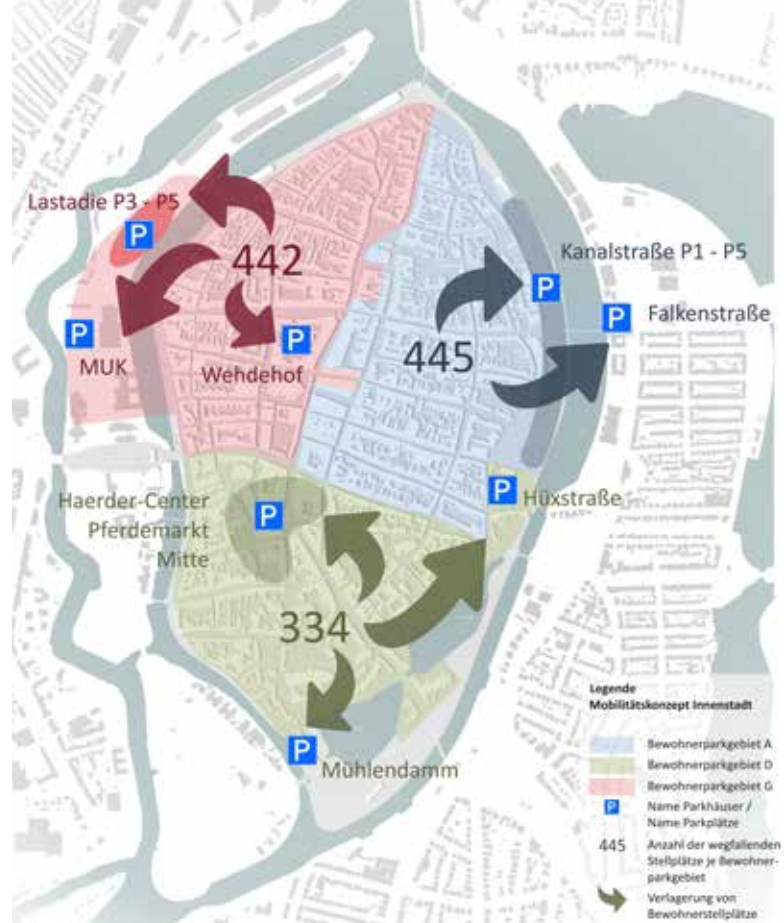 Lastadie P3 - P5
P
442
P
MUK
P
Wehdehof
Kanalstraße P1 - P5
P
P
Falkenstraße
445
P
Hüxstraße
Haerder-Center
Pferdemarkt
Mitte
P
334
P
Mühlendamm
Legende
Mobilitätskonzept Innenstadt
Bewohnerparkgebiet A
Bewohnerparkgebiet D
Bewohnerparkgebiet G
P
Name Parkhäuser /
Name Parkplätze
445
Anzahl der wegfallenden
Stellplätze je Bewohner-
parkgebiet
Verlagerung von
Bewohnerstellplätze